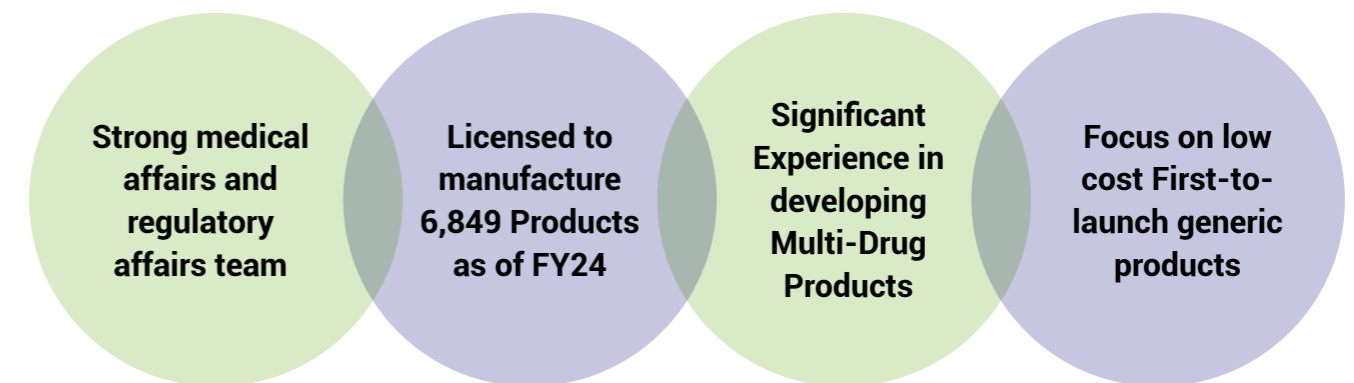 Strong medical
affairs and
regulatory
affairs team
Licensed to
manufacture
6,849 Products
as of FY24
Significant
Experience in
developing
Multi-Drug
Products
Focus on low
cost First-to-
launch generic
products